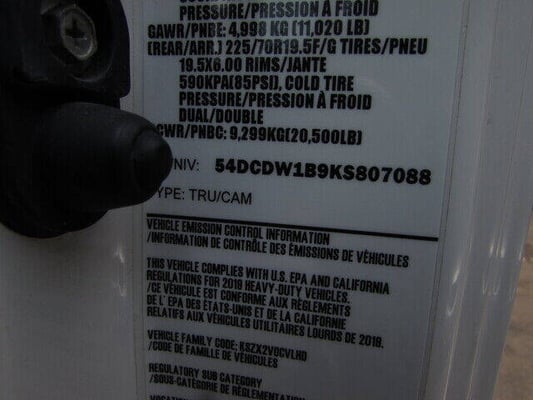 PRESSURE/PRESSION À FROID
GAWR/PNBE: 4,998 KG (11,020 LB)
(REAR/ARR.) 225/70R19.5F/G TIRES/PNEU
19.5X6.00 RIMS/JANTE
590KPA(85PSI), COLD TIRE
PRESSURE/PRESSION À FROID
DUAL/DOUBLE
GCWR/PNBC: 9,299KG(20,500LB)
/NIV: 54DCDW1B9KS807088
TYPE: TRU/CAM
VEHICLE EMISSION CONTROL INFORMATION
/INFORMATION DE CONTRÔLE DES ÉMISSIONS DE VÉHICULES
THIS VEHICLE COMPLIES WITH U.S. EPA AND CALIFORNIA
REGULATIONS FOR 2019 HEAVY-DUTY VEHICLES.
/CE VÉHICULE EST CONFORME AUX RÈGLEMENTS
DE L'EPA DES ÉTATS-UNIS ET DE LA CALIFORNIA
RELATIFS AUX VÉHICULES UTILITAIRES LOURDS DE 2019.
VEHICLE FAMILY CODE: KSZX2VOCVLHD
/CODE DE FAMILLE DE VÉHICULES
REGULATORY SUB CATEGORY
/SOUS-CATÉGORIE DE RÉGLEMENTATION